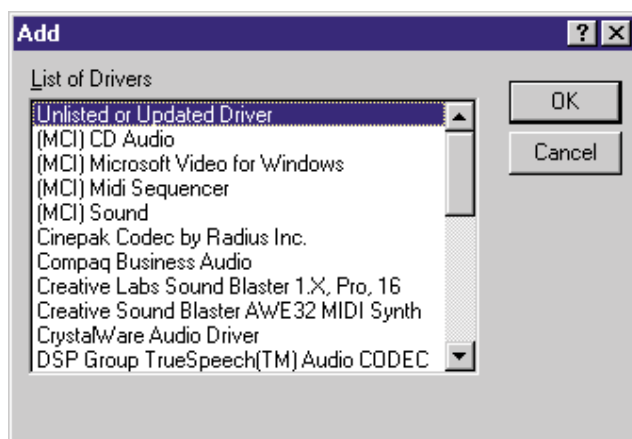 Add
List of Drivers
Unlisted or Updated Driver
(MCI) CD Audio
(MCI) Microsoft Video for Windows
(MCI) Midi Sequencer
(MCI) Sound
Cinepak Codec by Radius Inc.
Compaq Business Audio
Creative Labs Sound Blaster 1.X, Pro, 16
Creative Sound Blaster AWE32 MIDI Synth
CrystalWare Audio Driver
DSP Group TrueSpeech(TM) Audio CODEC
OK
Cancel